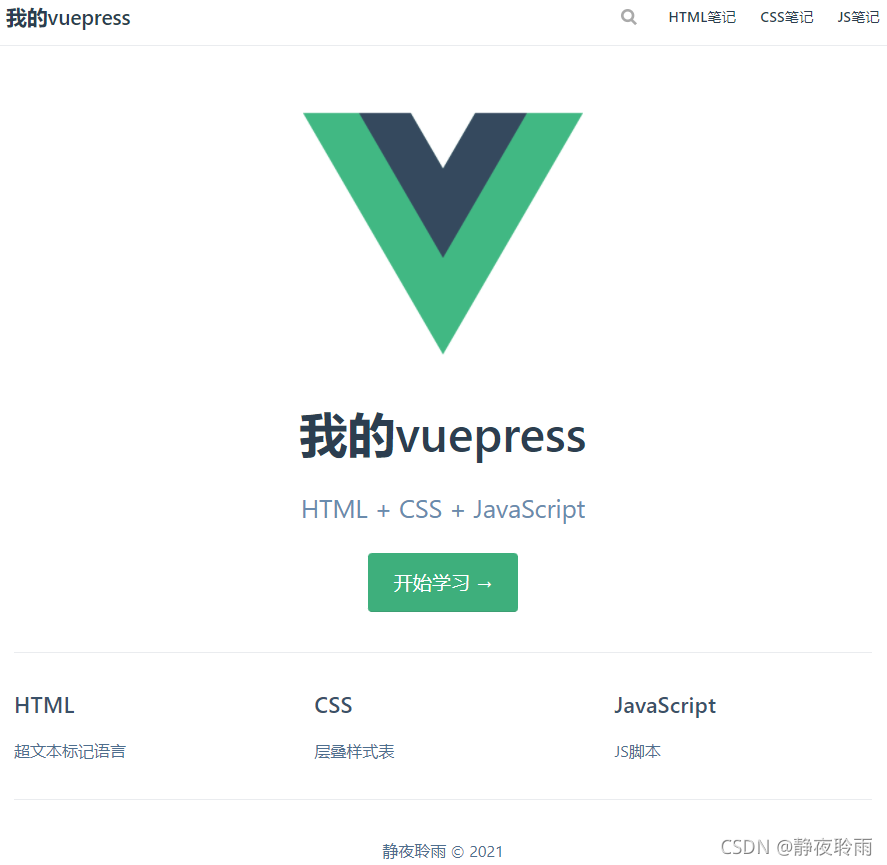 我的vuepress
HTML笔记 CSS笔记 JS笔记
我的vuepress
HTML + CSS + JavaScript
开始学习 →
HTML CSS JavaScript
超文本标记语言 层叠样式表 JS脚本
静夜聆雨 © 2021
CSDN @静夜聆雨